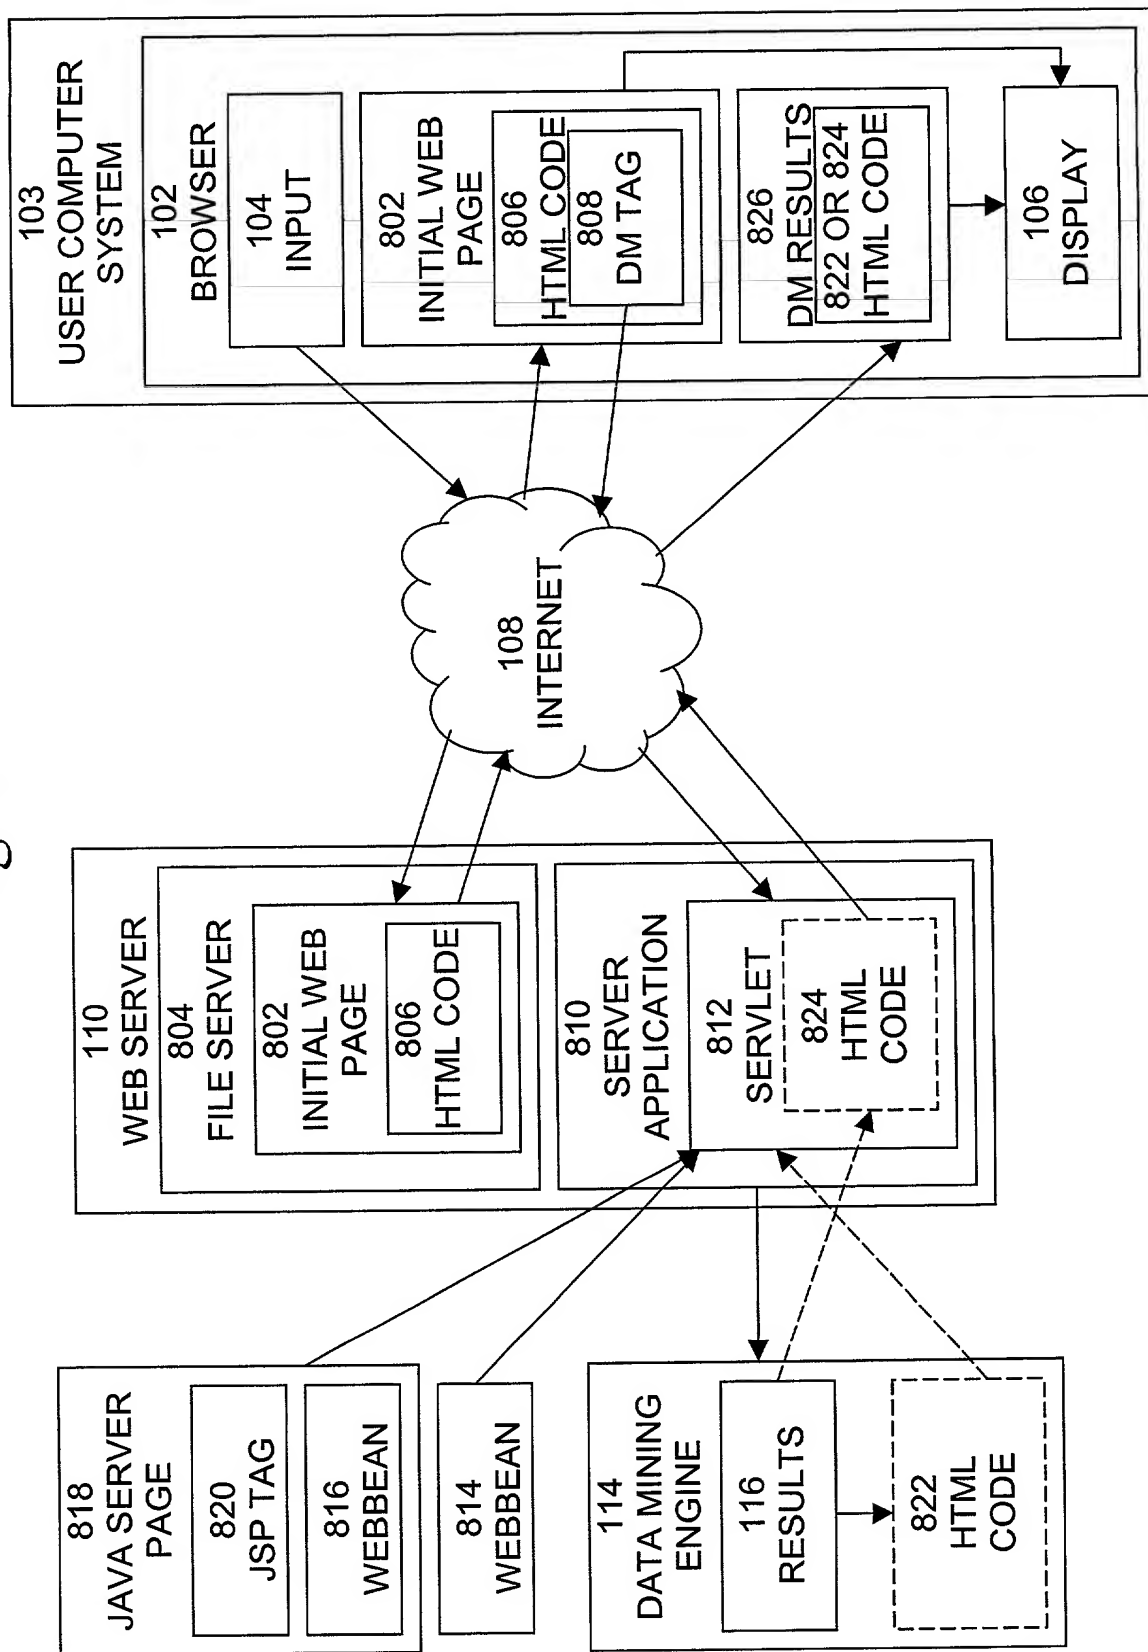 818
JAVA SERVER
PAGE
820
JSP TAG
816
WEBBEAN
814
WEBBEAN
114
DATA MINING
ENGINE
116
RESULTS
822
HTML
CODE
110
WEB SERVER
804
FILE SERVER
802
INITIAL WEB
PAGE
806
HTML CODE
810
SERVER
APPLICATION
812
SERVLET
824
HTML
CODE
108
INTERNET
103
USER COMPUTER
SYSTEM
102
BROWSER
104
INPUT
802
INITIAL WEB
PAGE
806
HTML CODE
808
DM TAG
826
DM RESULTS
822 OR 824
HTML CODE
106
DISPLAY